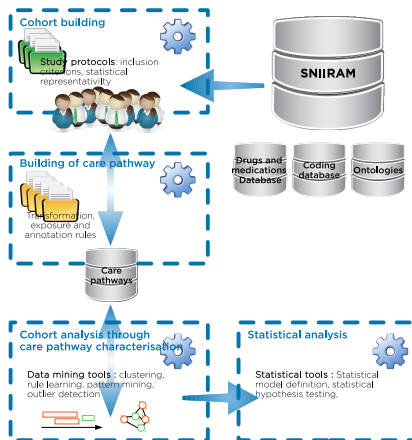 Cohort building
Study protocols: inclusion
criterions, statistical
representativilty
SNIIRAM
Drugs and
medications
Database
Coding
database
Ontologies
Building of care pathway
Transformation,
exposure and
annotation rules
Care
pathways
Cohort analysis through
care pathway characterisation
Data mining tools : clustering,
rule learning, pattern mining,
outlier detection
Statistical analysis
Statistical tools : Statistical
model definition, statistical
hypothesis testing,